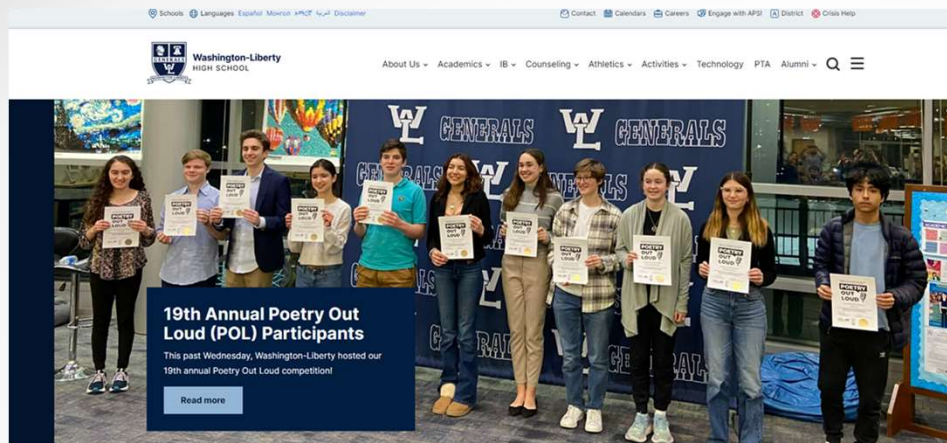 Schools Languages Español Монгол አማርኛ العربية Disclaimer
Contact Calendars Careers Engage with APS! District Crisis Help
GENERALS
WL
Washington-Liberty
HIGH SCHOOL
About Us Academics IB Counseling Athletics Activities Technology PTA Alumni
WL GENERALS WL GENERALS
GENERALS
POETRY
OUT
LOUD
19th Annual Poetry Out
Loud (POL) Participants
This past Wednesday, Washington-Liberty hosted our
19th annual Poetry Out Loud competition!
Read more